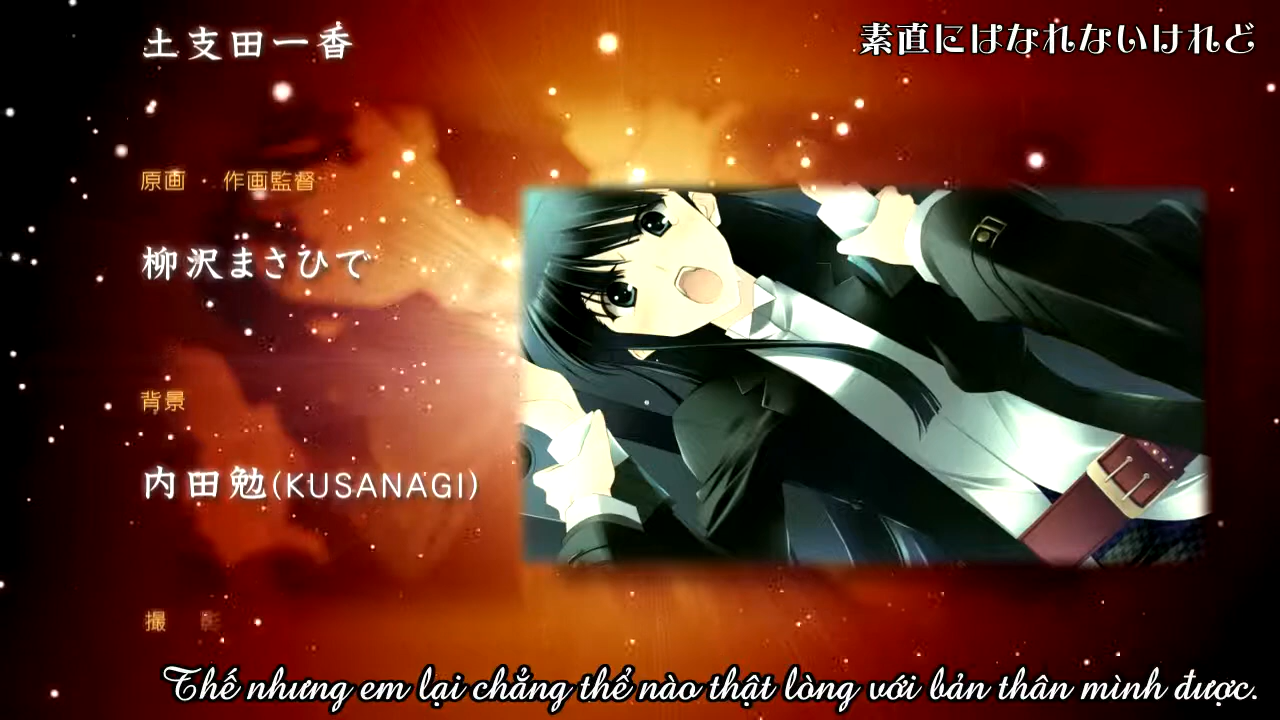 土支田一香
素直にはなれないけれど
原画・作画監督
柳沢まさひで
背景
内田勉(KUSANAGI)
撮影
Thế nhưng em lại chẳng thể nào thật lòng với bản thân mình được.